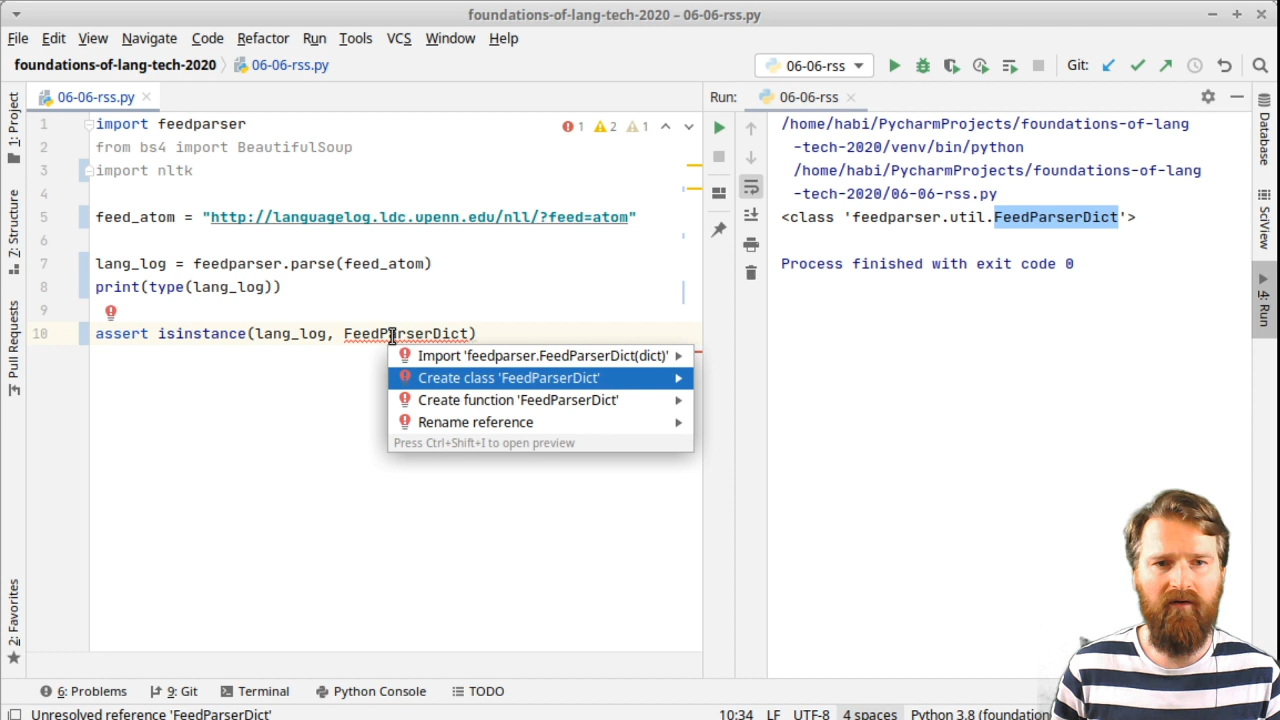 foundations-of-lang-tech-2020 – 06-06-rss.py
File Edit View Navigate Code Refactor Run Tools VCS Window Help
foundations-of-lang-tech-2020 06-06-rss.py 06-06-rss Git:
1: Project
7: Structure
Pull Requests
2: Favorites
06-06-rss.py
1 import feedparser
1 2 1
2 from bs4 import BeautifulSoup
3 import nltk
4
5 feed_atom = "http://languagelog.ldc.upenn.edu/nll/?feed=atom"
6
7 lang_log = feedparser.parse(feed_atom)
8 print(type(lang_log))
9
10 assert isinstance(lang_log, FeedParserDict)
Import 'feedparser.FeedParserDict(dict)'
Create class 'FeedParserDict'
Create function 'FeedParserDict'
Rename reference
Press Ctrl+Shift+I to open preview
Run: 06-06-rss
/home/habi/PycharmProjects/foundations-of-lang
-tech-2020/venv/bin/python
/home/habi/PycharmProjects/foundations-of-lang
-tech-2020/06-06-rss.py
<class 'feedparser.util.FeedParserDict'>
Process finished with exit code 0
Database
SciView
4: Run
6: Problems 9: Git Terminal Python Console TODO
Unresolved reference 'FeedParserDict' 10:34 LF UTF-8 4 spaces Python 3.8 (foundation